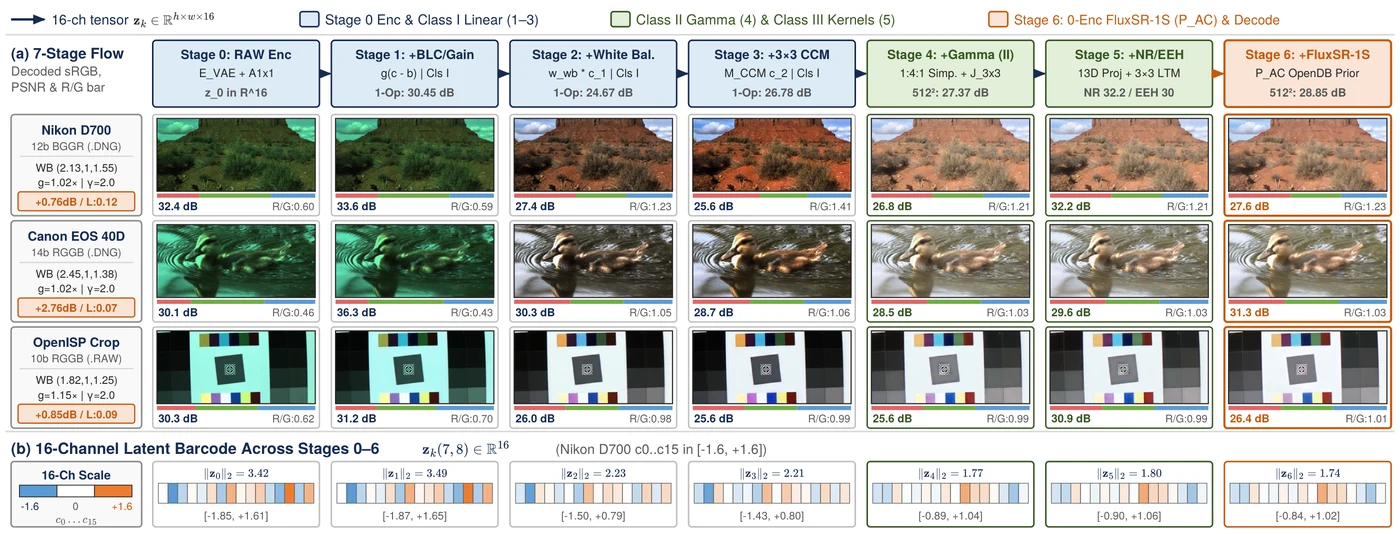 16-ch tensor z_k ∈ ℝ^{h×w×16}
Stage 0 Enc & Class I Linear (1–3)
Class II Gamma (4) & Class III Kernels (5)
Stage 6: 0-Enc FluxSR-1S (P_AC) & Decode
(a) 7-Stage Flow
Decoded sRGB,
PSNR & R/G bar
Stage 0: RAW Enc
E_VAE + A1x1
z_0 in R^16
Stage 1: +BLC/Gain
g(c - b) | Cls I
1-Op: 30.45 dB
Stage 2: +White Bal.
w_wb * c_1 | Cls I
1-Op: 24.67 dB
Stage 3: +3×3 CCM
M_CCM c_2 | Cls I
1-Op: 26.78 dB
Stage 4: +Gamma (II)
1:4:1 Simp. + J_3x3
512²: 27.37 dB
Stage 5: +NR/EEH
13D Proj + 3×3 LTM
NR 32.2 / EEH 30
Stage 6: +FluxSR-1S
P_AC OpenDB Prior
512²: 28.85 dB
Nikon D700
12b BGGR (.DNG)
WB (2.13,1,1.55)
g=1.02× | γ=2.0
+0.76dB / L:0.12
32.4 dB R/G:0.60
33.6 dB R/G:0.59
27.4 dB R/G:1.23
25.6 dB R/G:1.41
26.8 dB R/G:1.21
32.2 dB R/G:1.21
27.6 dB R/G:1.23
Canon EOS 40D
14b RGGB (.DNG)
WB (2.45,1,1.38)
g=1.02× | γ=2.0
+2.76dB / L:0.07
30.1 dB R/G:0.46
36.3 dB R/G:0.43
30.3 dB R/G:1.05
28.7 dB R/G:1.06
28.5 dB R/G:1.03
29.6 dB R/G:1.03
31.3 dB R/G:1.03
OpenISP Crop
10b RGGB (.RAW)
WB (1.82,1,1.25)
g=1.15× | γ=2.0
+0.85dB / L:0.09
30.3 dB R/G:0.62
31.2 dB R/G:0.70
26.0 dB R/G:0.98
25.6 dB R/G:0.99
25.6 dB R/G:0.99
30.9 dB R/G:0.99
26.4 dB R/G:1.01
(b) 16-Channel Latent Barcode Across Stages 0–6 z_k(7,8) ∈ ℝ^{16} (Nikon D700 c0..c15 in [-1.6, +1.6])
16-Ch Scale
-1.6 0 +1.6
c_0 ... c_15
‖z_0‖_2 = 3.42
[-1.85, +1.61]
‖z_1‖_2 = 3.49
[-1.87, +1.65]
‖z_2‖_2 = 2.23
[-1.50, +0.79]
‖z_3‖_2 = 2.21
[-1.43, +0.80]
‖z_4‖_2 = 1.77
[-0.89, +1.04]
‖z_5‖_2 = 1.80
[-0.90, +1.06]
‖z_6‖_2 = 1.74
[-0.84, +1.02]